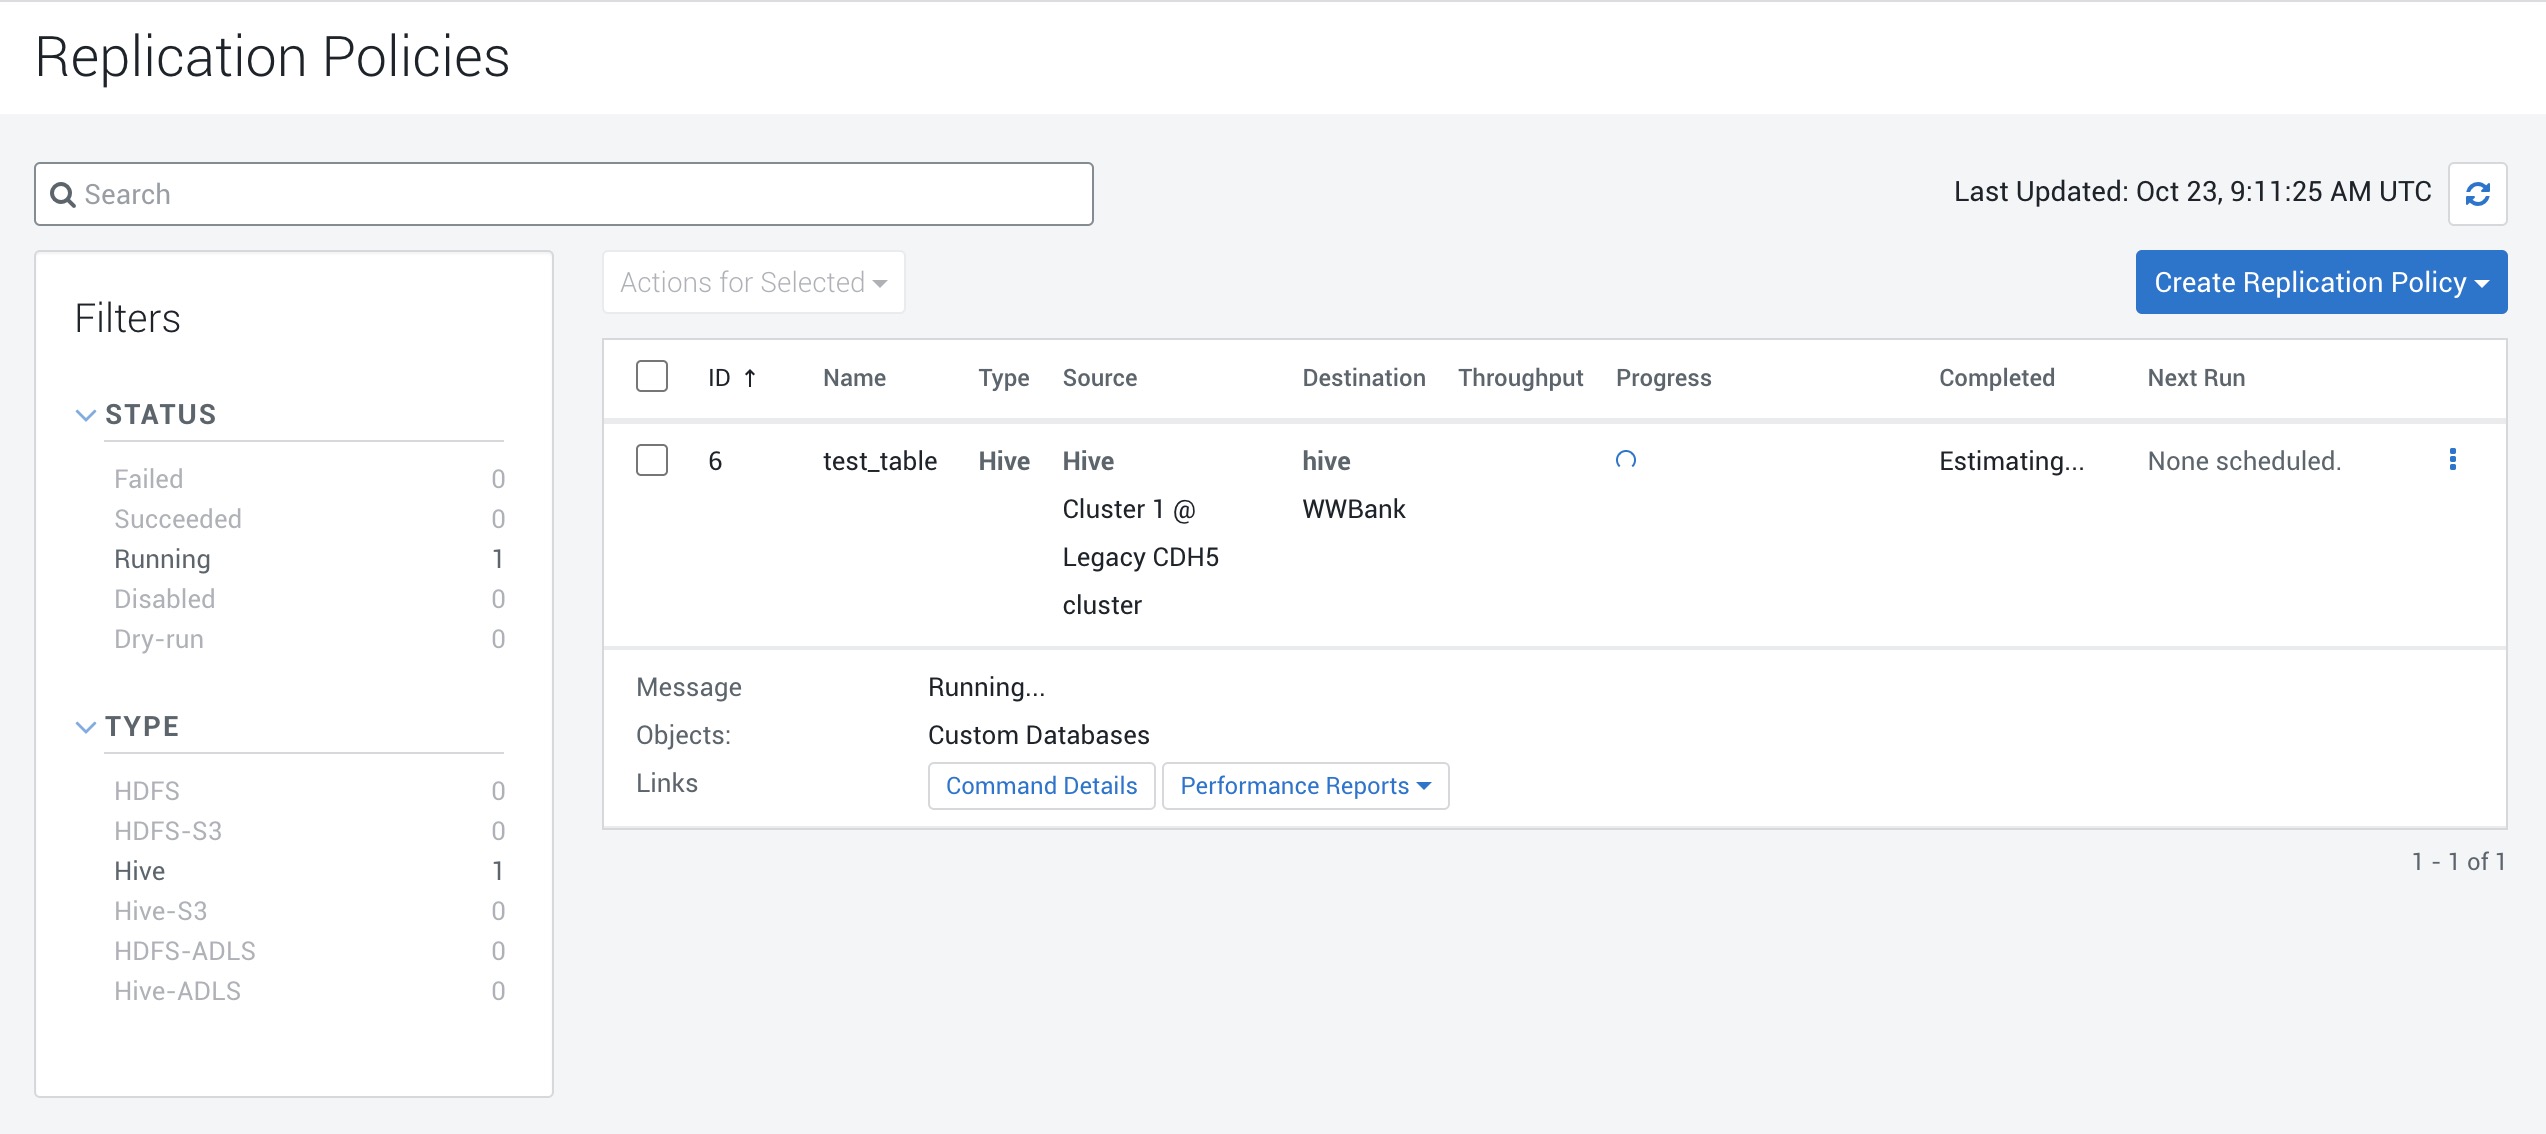 Replication Policies
Search
Last Updated: Oct 23, 9:11:25 AM UTC
Filters
STATUS
Failed 0
Succeeded 0
Running 1
Disabled 0
Dry-run 0
TYPE
HDFS 0
HDFS-S3 0
Hive 1
Hive-S3 0
HDFS-ADLS 0
Hive-ADLS 0
Actions for Selected
Create Replication Policy
ID ↑ Name Type Source Destination Throughput Progress Completed Next Run
6 test_table Hive Hive hive Estimating... None scheduled.
Cluster 1 @ WWBank
Legacy CDH5
cluster
Message Running...
Objects: Custom Databases
Links Command Details Performance Reports
1 - 1 of 1